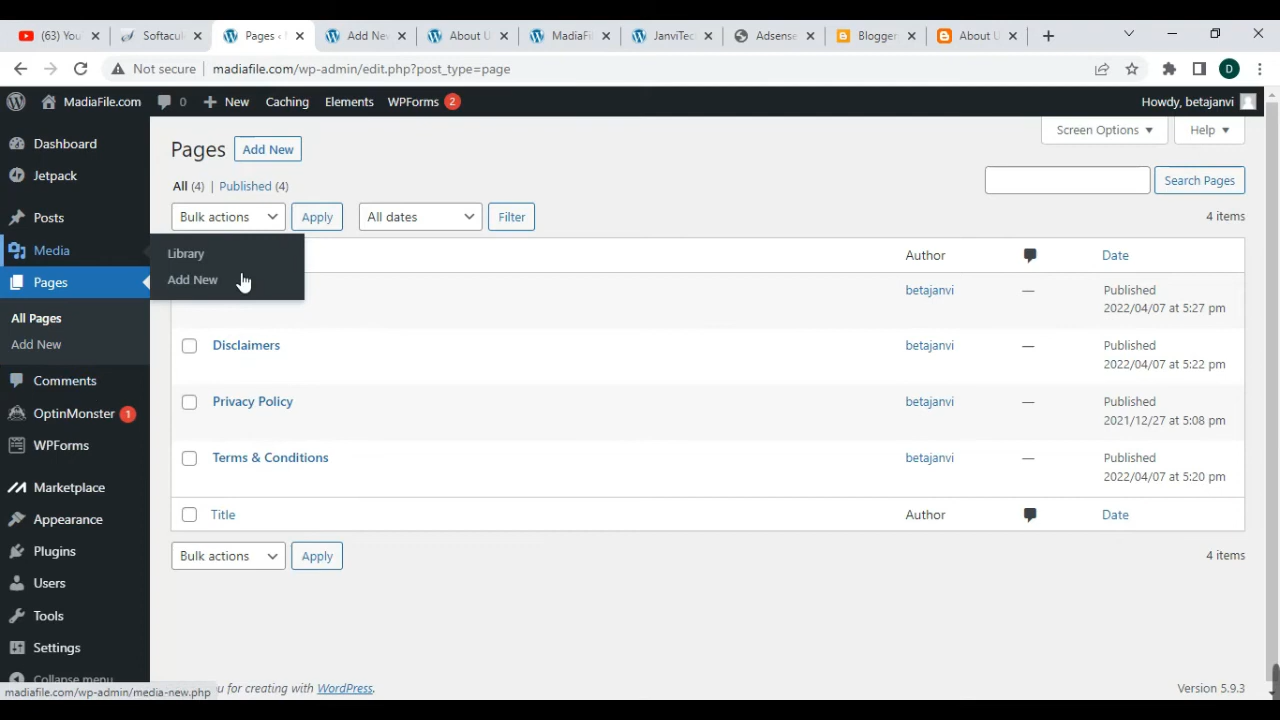 (63) You
Softacul
Pages ‹
Add New
About U
MadiaF
JanviTec
Adsense
Blogger
About U
Not secure
madiafile.com/wp-admin/edit.php?post_type=page
D
MadiaFile.com
0
New
Caching
Elements
WPForms 2
Howdy, betajanvi
Dashboard
Jetpack
Posts
Media
Pages
All Pages
Add New
Comments
OptinMonster 1
WPForms
Marketplace
Appearance
Plugins
Users
Tools
Settings
Collapse menu
Library
Add New
Pages Add New
Screen Options
Help
All (4) | Published (4)
Search Pages
Bulk actions Apply All dates Filter
4 items
Author Date
betajanvi — Published
2022/04/07 at 5:27 pm
Disclaimers betajanvi — Published
2022/04/07 at 5:22 pm
Privacy Policy betajanvi — Published
2021/12/27 at 5:08 pm
Terms & Conditions betajanvi — Published
2022/04/07 at 5:20 pm
Title Author Date
Bulk actions Apply
4 items
u for creating with WordPress.
Version 5.9.3
madiafile.com/wp-admin/media-new.php